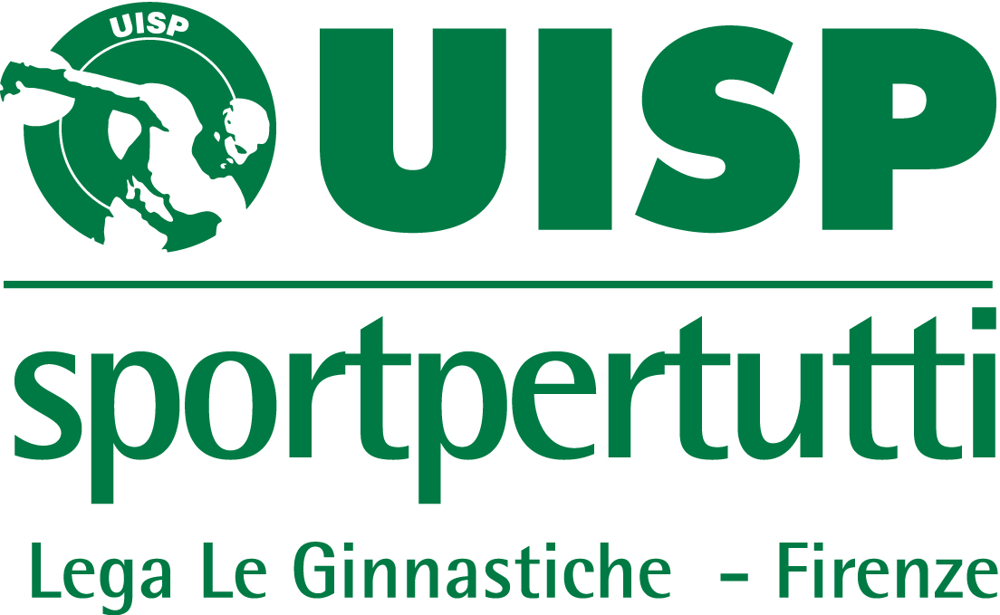 UISP
UISP
sportpertutti
Lega Le Ginnastiche - Firenze